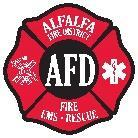 ALFALFA
FIRE DISTRICT
AFD
FIRE
EMS - RESCUE